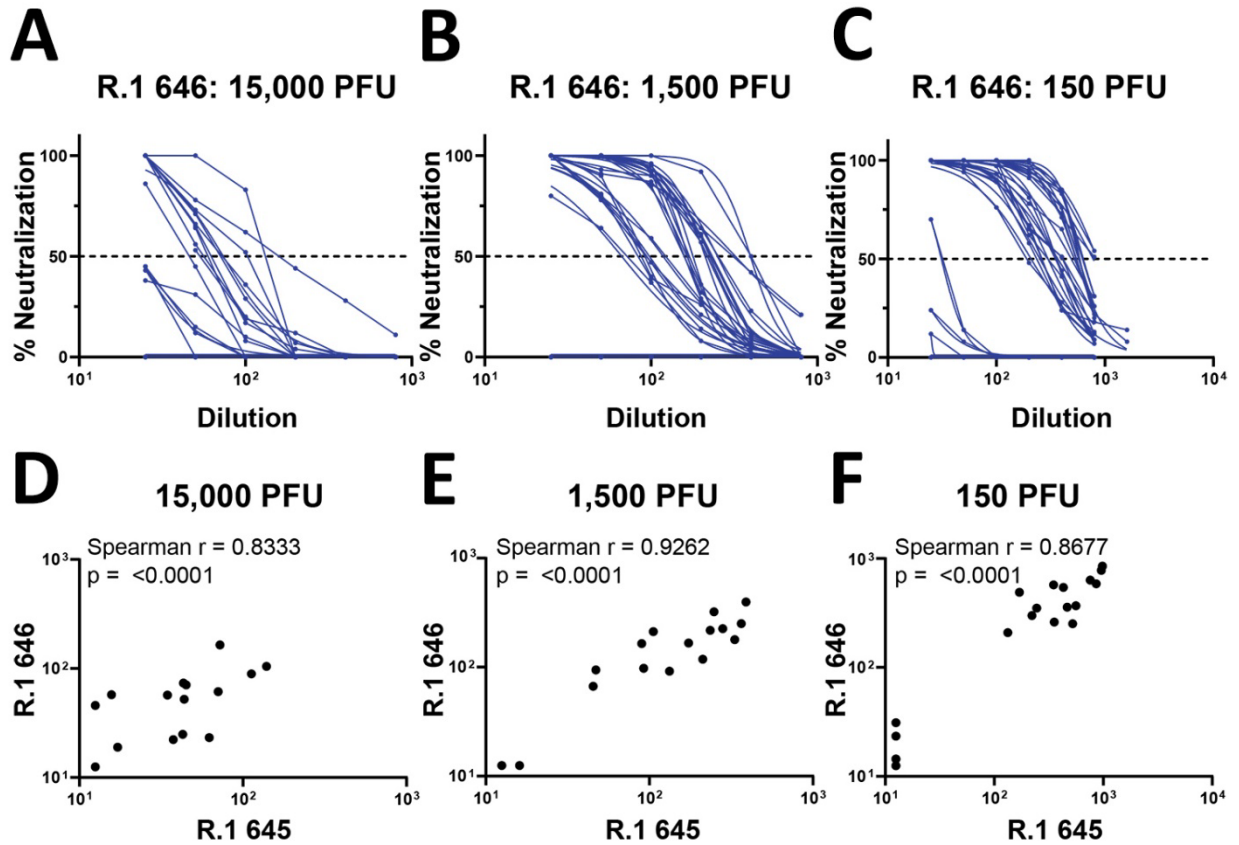 A
B
C
R.1 646: 15,000 PFU
R.1 646: 1,500 PFU
R.1 646: 150 PFU
% Neutralization
100
50
0
10¹
10²
10³
Dilution
% Neutralization
100
50
0
10¹
10²
10³
Dilution
% Neutralization
100
50
0
10¹
10²
10³
10⁴
Dilution
D
E
F
15,000 PFU
1,500 PFU
150 PFU
Spearman r = 0.8333
p = <0.0001
R.1 646
10³
10²
10¹
10¹
10²
10³
R.1 645
Spearman r = 0.9262
p = <0.0001
R.1 646
10³
10²
10¹
10¹
10²
10³
R.1 645
Spearman r = 0.8677
p = <0.0001
R.1 646
10³
10²
10¹
10¹
10²
10³
10⁴
R.1 645